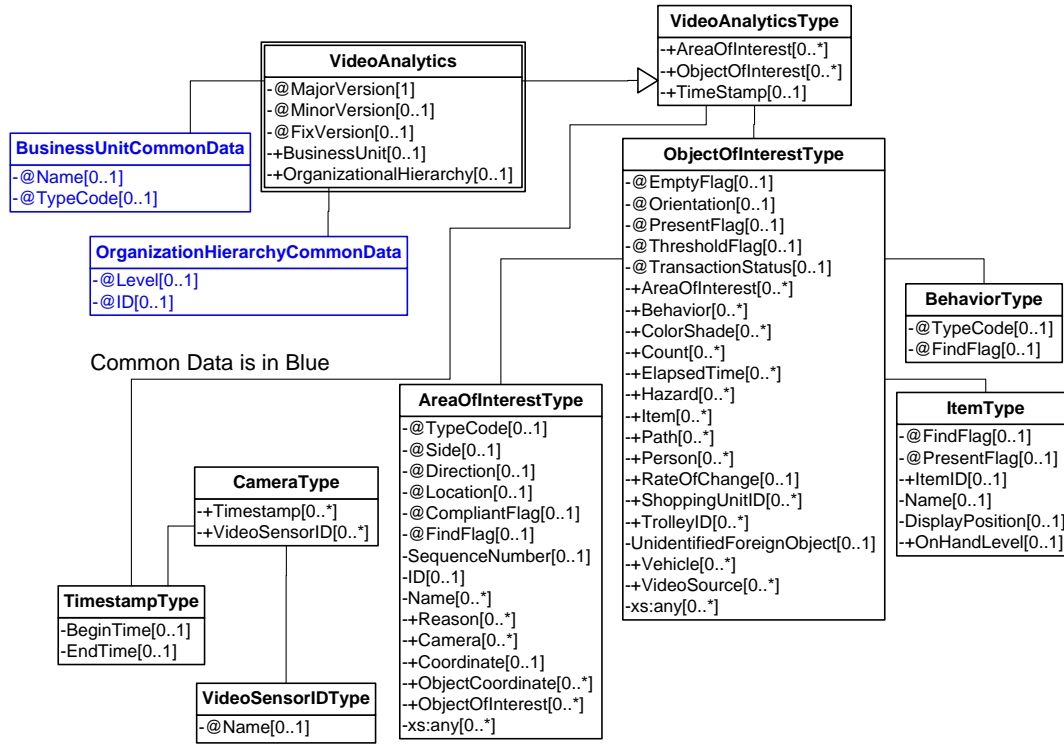 VideoAnalyticsType
-+AreaOfInterest[0..*]
-+ObjectOfInterest[0..*]
-+TimeStamp[0..1]
VideoAnalytics
-@MajorVersion[1]
-@MinorVersion[0..1]
-@FixVersion[0..1]
-+BusinessUnit[0..1]
-+OrganizationalHierarchy[0..1]
BusinessUnitCommonData
-@Name[0..1]
-@TypeCode[0..1]
OrganizationHierarchyCommonData
-@Level[0..1]
-@ID[0..1]
ObjectOfInterestType
-@EmptyFlag[0..1]
-@Orientation[0..1]
-@PresentFlag[0..1]
-@ThresholdFlag[0..1]
-@TransactionStatus[0..1]
-+AreaOfInterest[0..*]
-+Behavior[0..*]
-+ColorShade[0..*]
-+Count[0..*]
-+ElapsedTime[0..*]
-+Hazard[0..*]
-+Item[0..*]
-+Path[0..*]
-+Person[0..*]
-+RateOfChange[0..1]
-+ShoppingUnitID[0..*]
-+TrolleyID[0..*]
-UnidentifiedForeignObject[0..1]
-+Vehicle[0..*]
-+VideoSource[0..*]
-xs:any[0..*]
BehaviorType
-@TypeCode[0..1]
-@FindFlag[0..1]
Common Data is in Blue
AreaOfInterestType
-@TypeCode[0..1]
-@Side[0..1]
-@Direction[0..1]
-@Location[0..1]
-@CompliantFlag[0..1]
-@FindFlag[0..1]
-SequenceNumber[0..1]
-ID[0..1]
-Name[0..*]
-+Reason[0..*]
-+Camera[0..*]
-+Coordinate[0..1]
-+ObjectCoordinate[0..*]
-+ObjectOfInterest[0..*]
-xs:any[0..*]
ItemType
-@FindFlag[0..1]
-@PresentFlag[0..1]
-+ItemID[0..1]
-Name[0..1]
-DisplayPosition[0..1]
-+OnHandLevel[0..1]
CameraType
-+Timestamp[0..*]
-+VideoSensorID[0..*]
TimestampType
-BeginTime[0..1]
-EndTime[0..1]
VideoSensorIDType
-@Name[0..1]